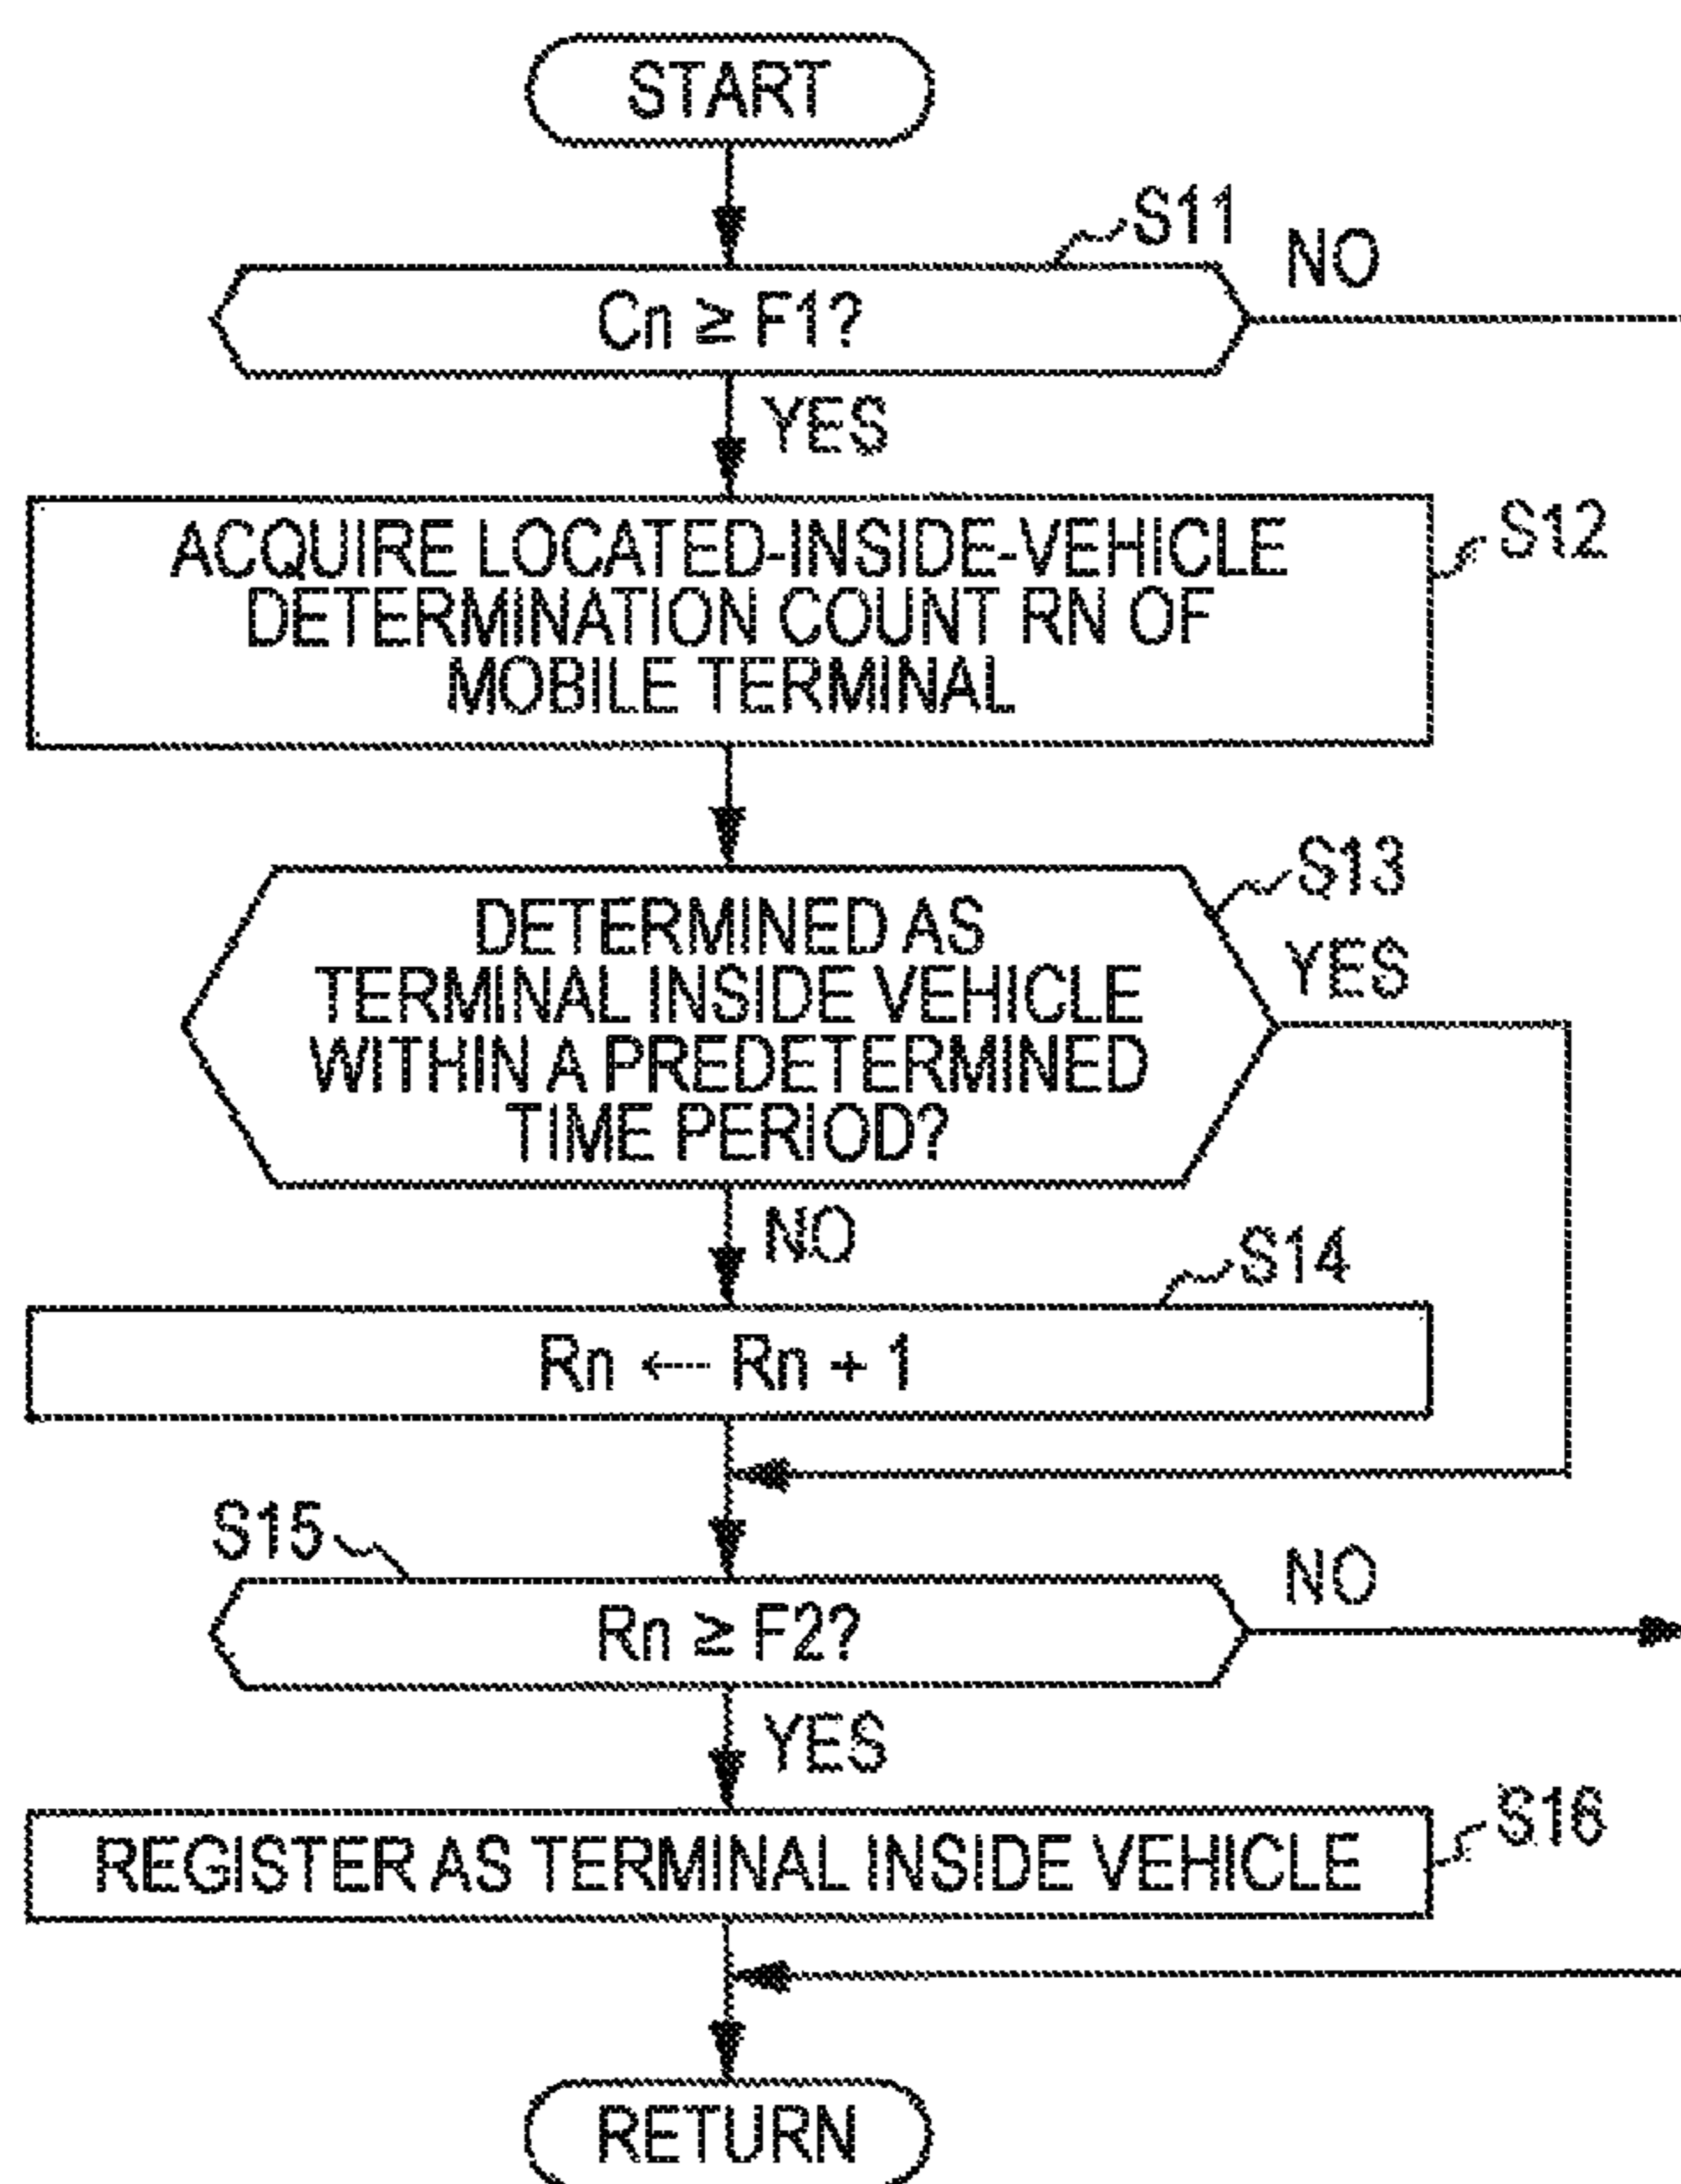 START
S11
NO
Cn ≧ F1?
YES
S12
ACQUIRE LOCATED-INSIDE-VEHICLE
DETERMINATION COUNT RN OF
MOBILE TERMINAL
S13
DETERMINED AS
TERMINAL INSIDE VEHICLE
WITHIN A PREDETERMINED
TIME PERIOD?
YES
NO
S14
Rn ← Rn + 1
S15
NO
Rn ≧ F2?
YES
S16
REGISTER AS TERMINAL INSIDE VEHICLE
RETURN